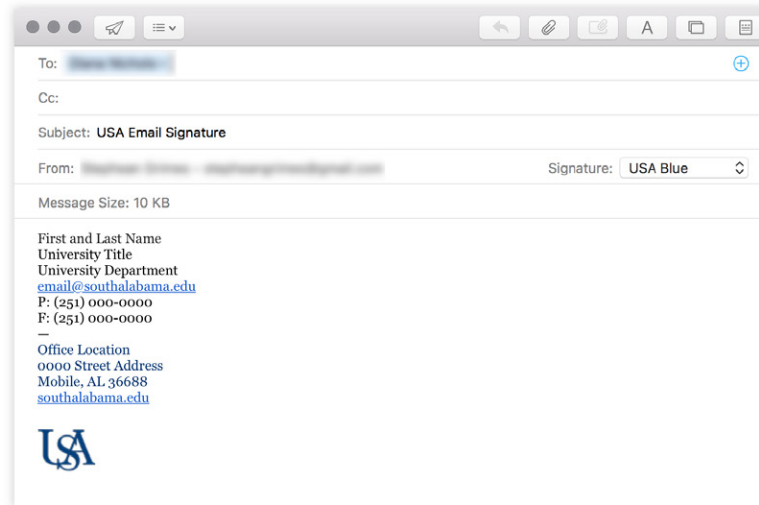 To:
Cc:
Subject: USA Email Signature
From:
Signature: USA Blue
Message Size: 10 KB
First and Last Name
University Title
University Department
email@southalabama.edu
P: (251) 000-0000
F: (251) 000-0000
—
Office Location
0000 Street Address
Mobile, AL 36688
southalabama.edu
USA